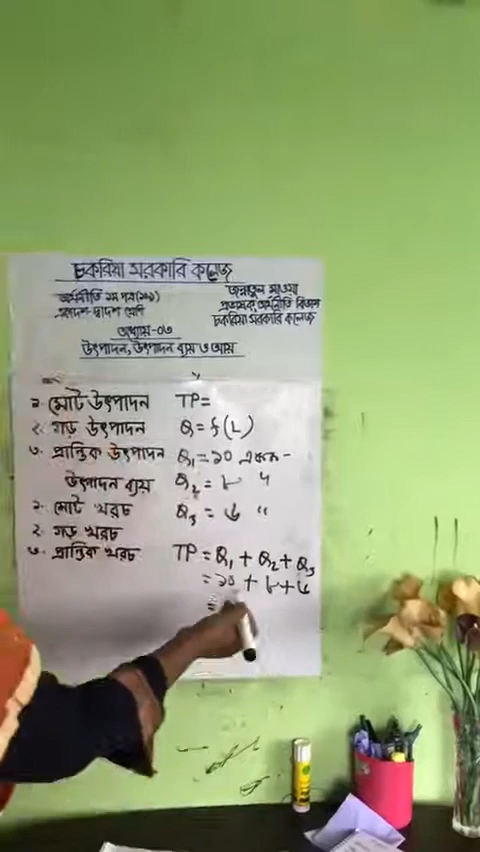 চকরিয়া সরকারি কলেজ
অর্থনীতি ১ম পত্র(১০৯)
একাদশ-দ্বাদশ শ্রেণি
জান্নাতুল মাওয়া
প্রভাষক, অর্থনীতি বিভাগ
চকরিয়া সরকারি কলেজ
অধ্যায়-০৩
উৎপাদন, উৎপাদন ব্যয় ও আয়
১. মোট উৎপাদন TP=
২. গড় উৎপাদন Q = f(L)
৩. প্রান্তিক উৎপাদন Q₁ = ১০ একক
উৎপাদন ব্যয় Q₂ = ৮ "
১. মোট খরচ Q₃ = ৬ "
২. গড় খরচ
৩. প্রান্তিক খরচ TP = Q₁ + Q₂ + Q₃
= ১০ + ৮ + ৬
=